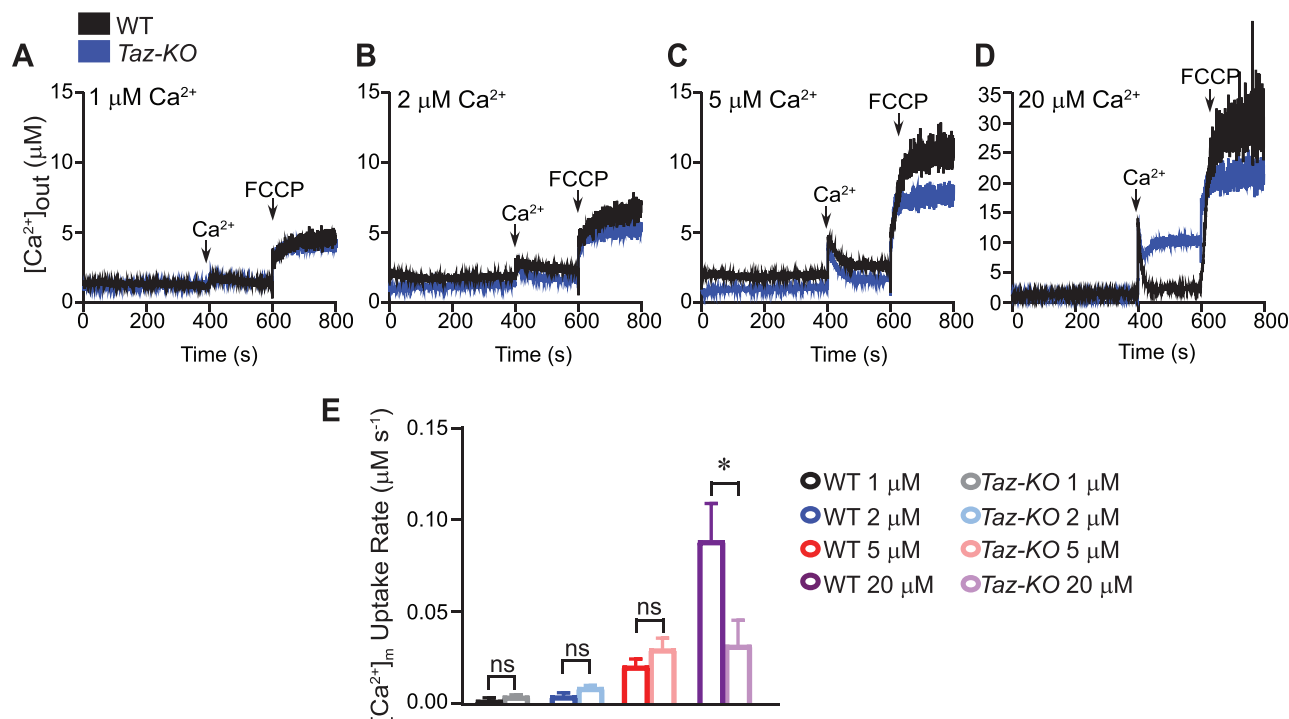 WT
Taz-KO
A
B
C
D
1 μM Ca²⁺
2 μM Ca²⁺
5 μM Ca²⁺
20 μM Ca²⁺
[Ca²⁺]out (μM)
15
10
5
0
Ca²⁺
FCCP
0 200 400 600 800
Time (s)
15
10
5
0
Ca²⁺
FCCP
0 200 400 600 800
Time (s)
15
10
5
0
Ca²⁺
FCCP
0 200 400 600 800
Time (s)
35
30
25
20
15
10
5
0
Ca²⁺
FCCP
0 200 400 600 800
Time (s)
E
[Ca²⁺]m Uptake Rate (μM s⁻¹)
0.15
0.10
0.05
0.00
ns
ns
ns
*
WT 1 μM
Taz-KO 1 μM
WT 2 μM
Taz-KO 2 μM
WT 5 μM
Taz-KO 5 μM
WT 20 μM
Taz-KO 20 μM